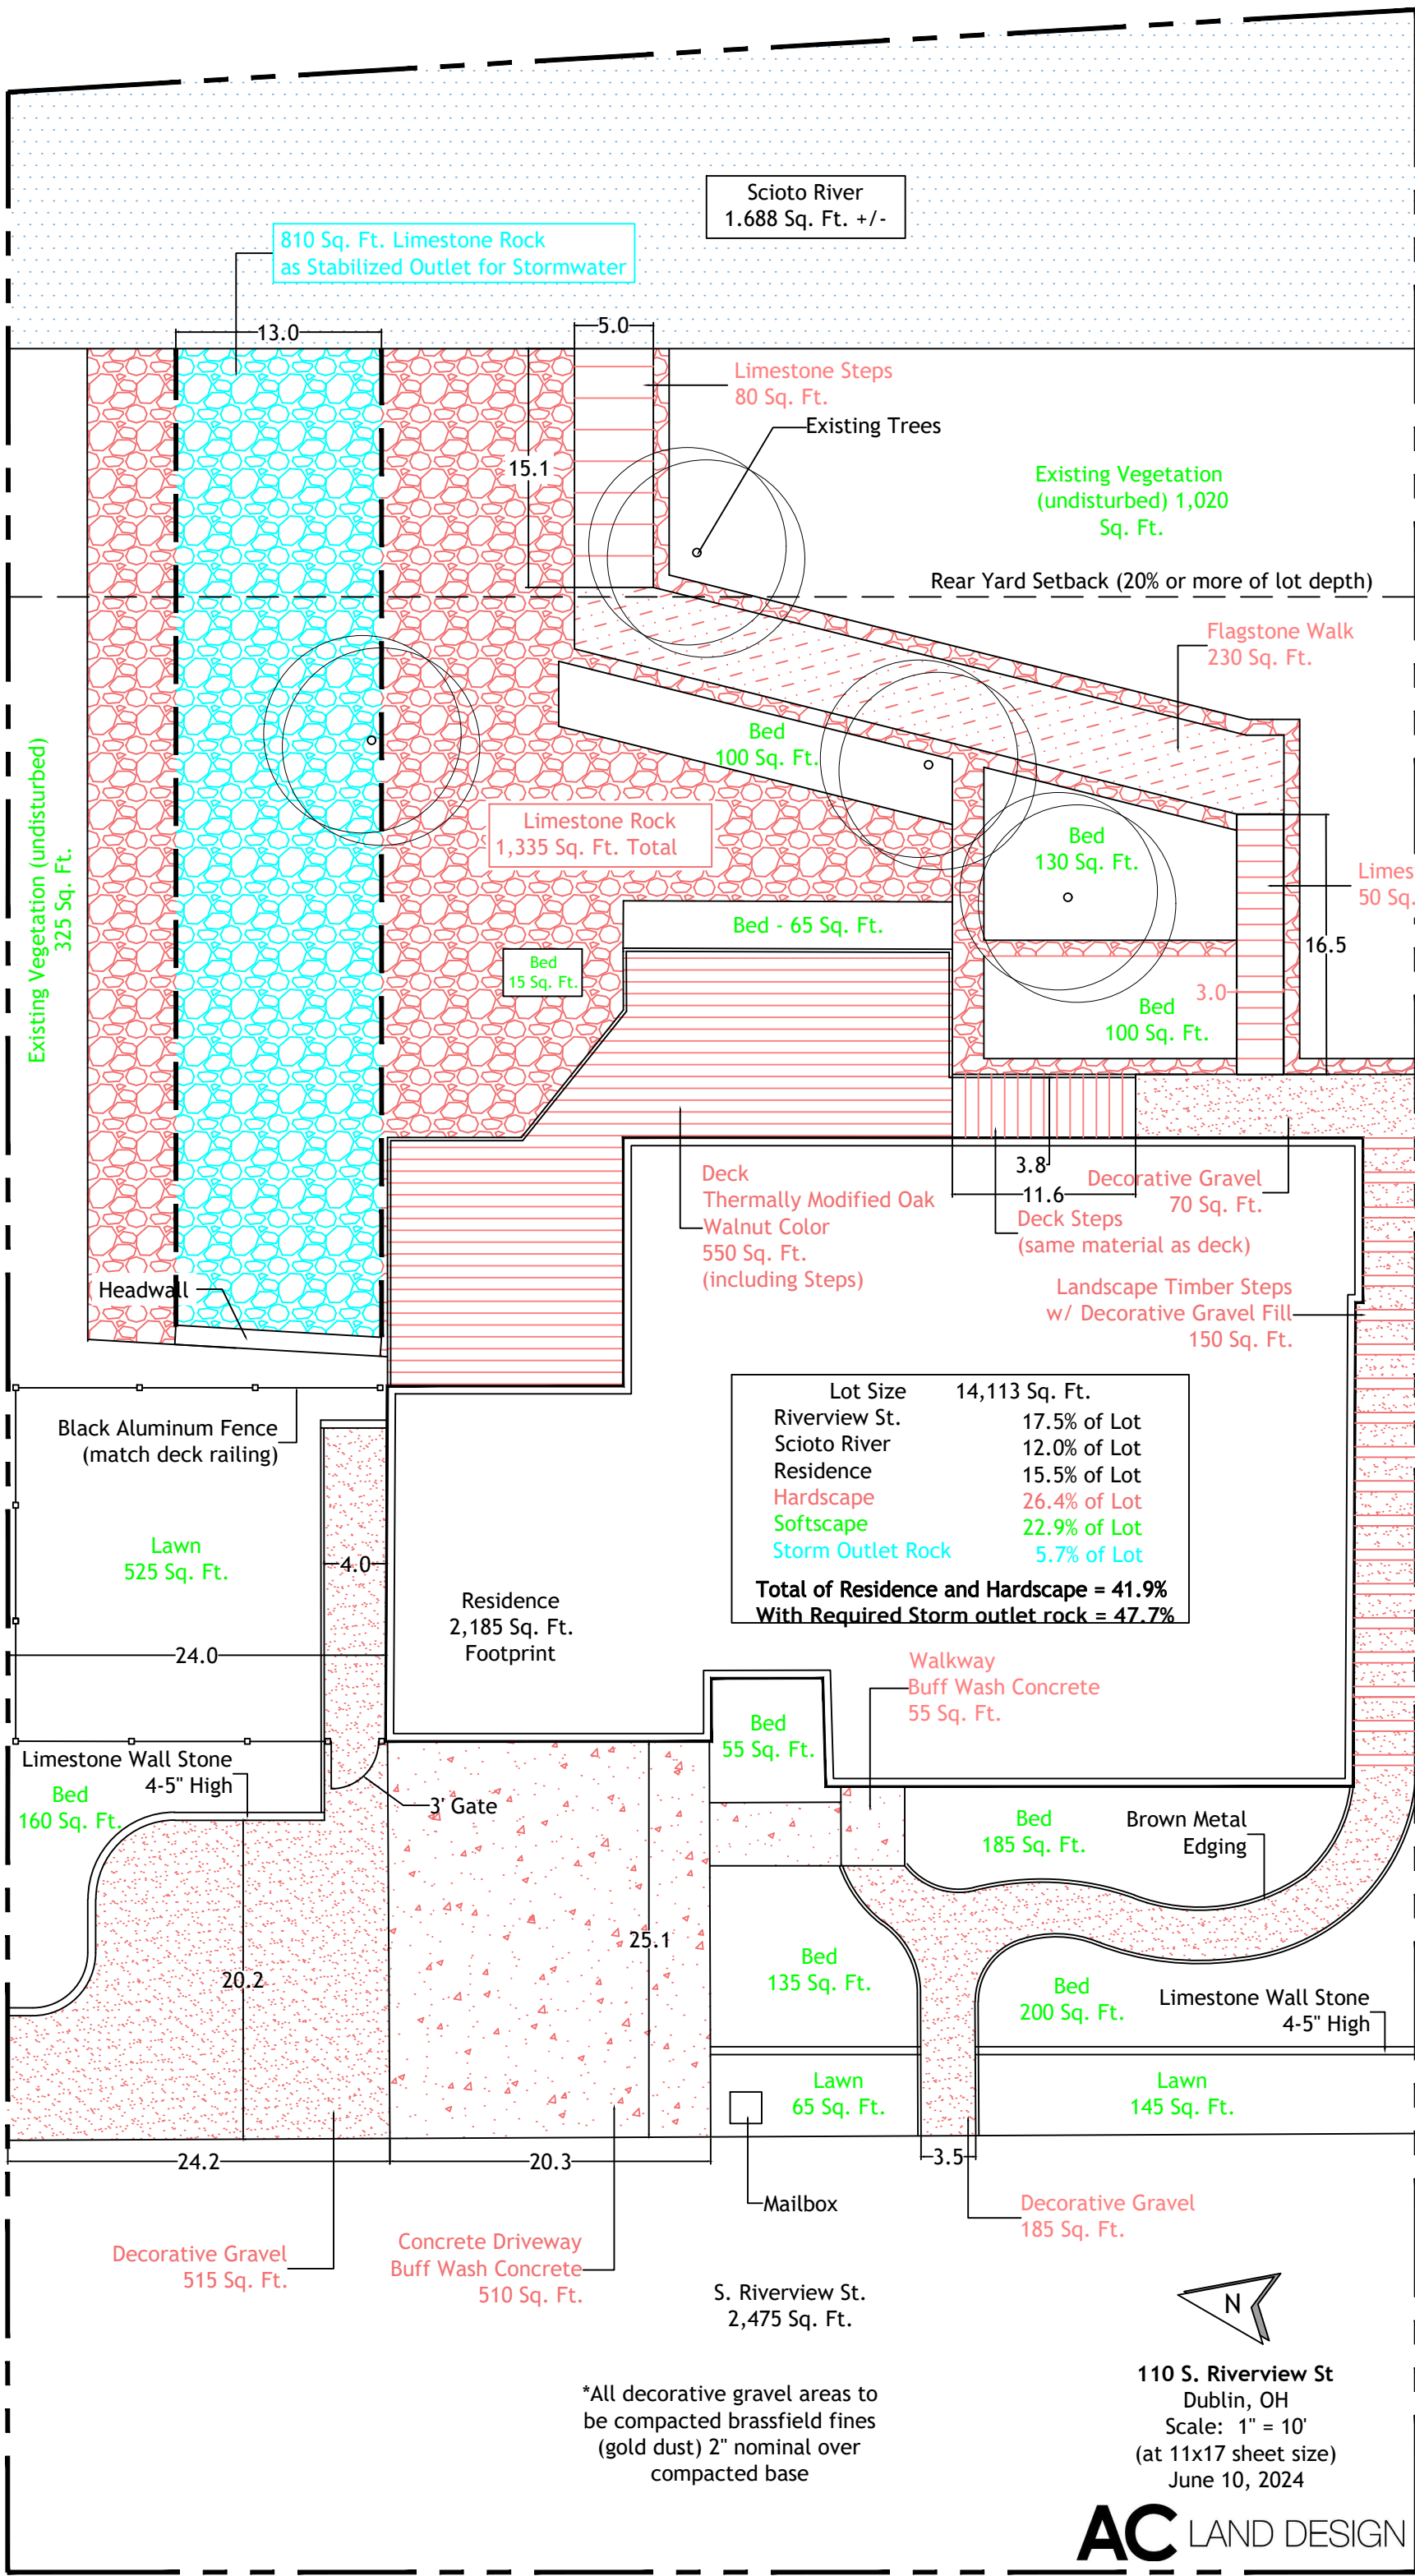 Scioto River
1.688 Sq. Ft. +/-
810 Sq. Ft. Limestone Rock
as Stabilized Outlet for Stormwater
13.0
5.0
Limestone Steps
80 Sq. Ft.
Existing Trees
15.1
Existing Vegetation
(undisturbed) 1,020
Sq. Ft.
Rear Yard Setback (20% or more of lot depth)
Flagstone Walk
230 Sq. Ft.
Existing Vegetation (undisturbed)
325 Sq. Ft.
Bed
100 Sq. Ft.
Limestone Rock
1,335 Sq. Ft. Total
Bed
130 Sq. Ft.
Limes
50 Sq.
Bed - 65 Sq. Ft.
16.5
Bed
15 Sq. Ft.
3.0
Bed
100 Sq. Ft.
3.8
11.6
Deck
Thermally Modified Oak
Walnut Color
550 Sq. Ft.
(including Steps)
Decorative Gravel
70 Sq. Ft.
Deck Steps
(same material as deck)
Headwall
Landscape Timber Steps
w/ Decorative Gravel Fill
150 Sq. Ft.
Black Aluminum Fence
(match deck railing)
Lot Size 14,113 Sq. Ft.
Riverview St. 17.5% of Lot
Scioto River 12.0% of Lot
Residence 15.5% of Lot
Hardscape 26.4% of Lot
Softscape 22.9% of Lot
Storm Outlet Rock 5.7% of Lot
Total of Residence and Hardscape = 41.9%
With Required Storm outlet rock = 47.7%
Lawn
525 Sq. Ft.
4.0
Residence
2,185 Sq. Ft.
Footprint
24.0
Walkway
Buff Wash Concrete
55 Sq. Ft.
Bed
55 Sq. Ft.
Limestone Wall Stone
4-5" High
Bed
160 Sq. Ft.
3' Gate
Bed
185 Sq. Ft.
Brown Metal
Edging
25.1
20.2
Bed
135 Sq. Ft.
Bed
200 Sq. Ft.
Limestone Wall Stone
4-5" High
Lawn
65 Sq. Ft.
Lawn
145 Sq. Ft.
24.2
20.3
3.5
Mailbox
Decorative Gravel
185 Sq. Ft.
Decorative Gravel
515 Sq. Ft.
Concrete Driveway
Buff Wash Concrete
510 Sq. Ft.
S. Riverview St.
2,475 Sq. Ft.
N
*All decorative gravel areas to
be compacted brassfield fines
(gold dust) 2" nominal over
compacted base
110 S. Riverview St
Dublin, OH
Scale: 1" = 10'
(at 11x17 sheet size)
June 10, 2024
AC LAND DESIGN